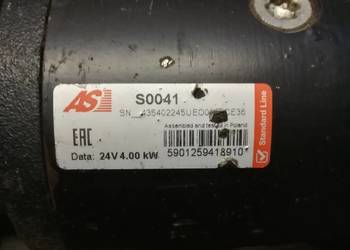 AS
S0041
SN
Assembled and tested in Poland
EAC
Data: 24V 4.00 kW
5901259418910
Standard Line